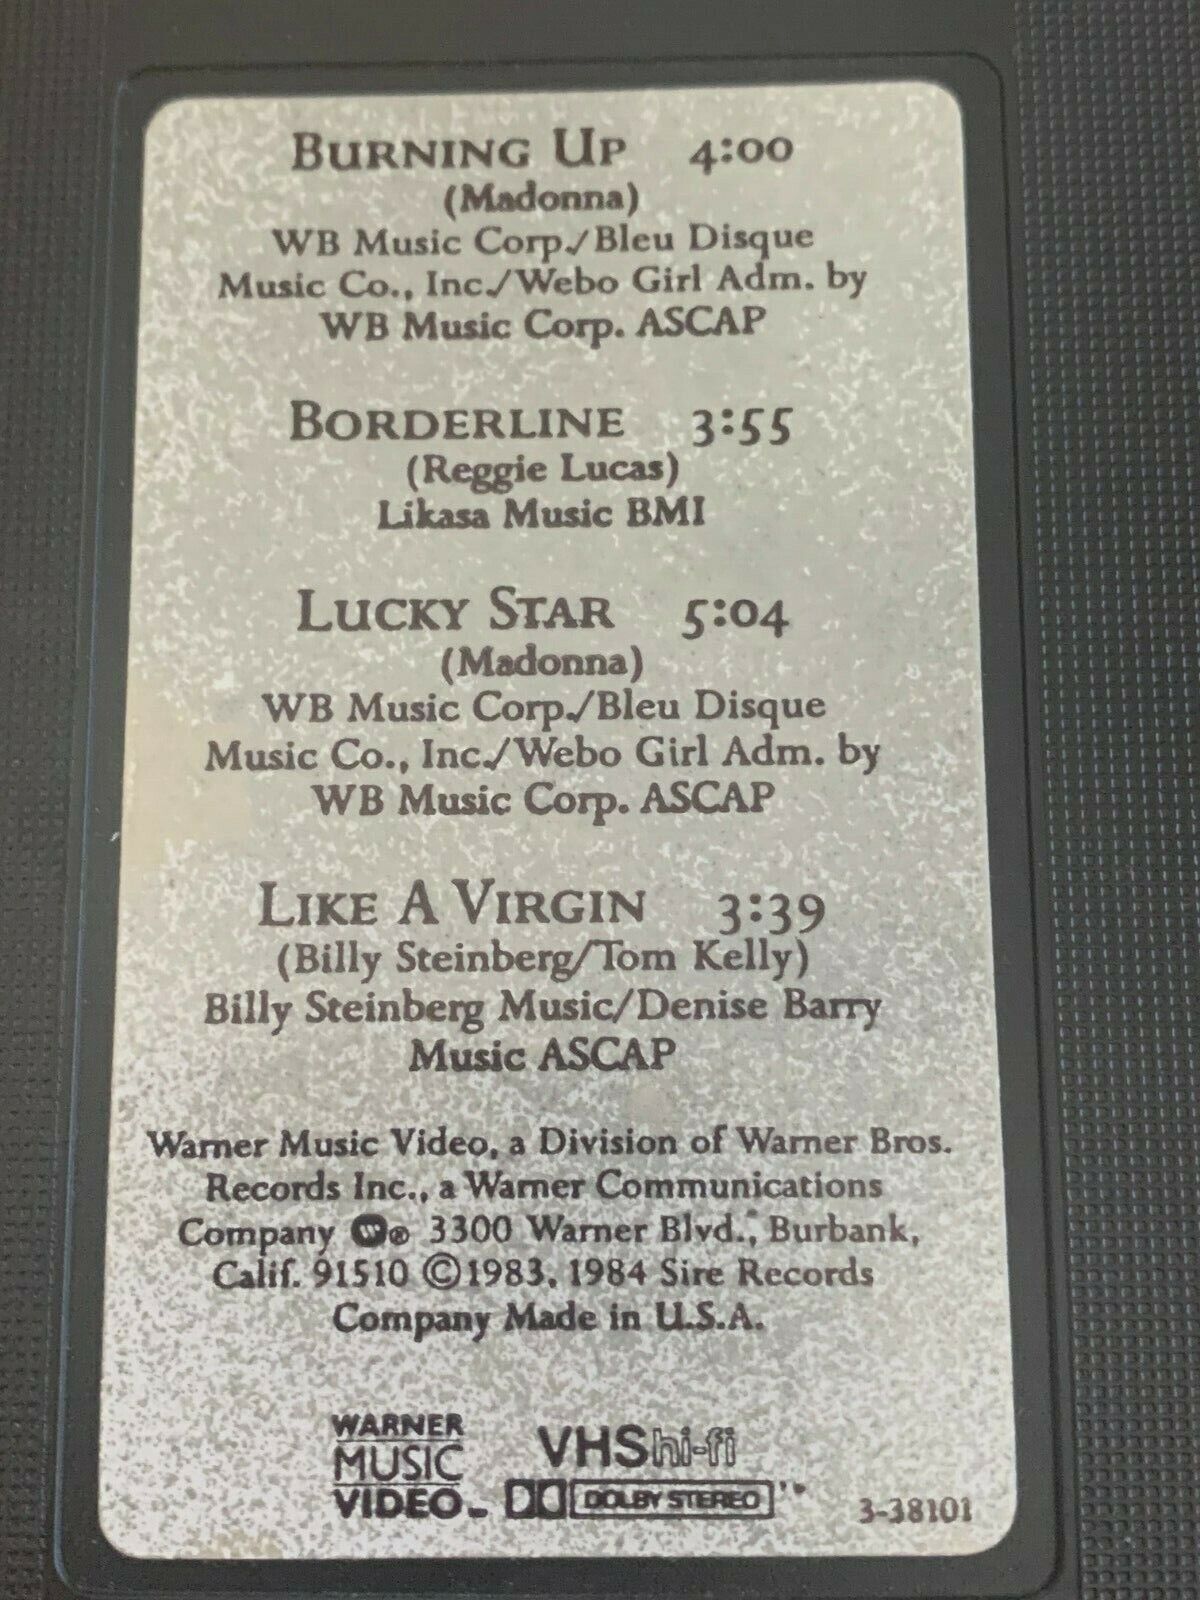 BURNING UP 4:00
(Madonna)
WB Music Corp./Bleu Disque
Music Co., Inc./Webo Girl Adm. by
WB Music Corp. ASCAP
BORDERLINE 3:55
(Reggie Lucas)
Likasa Music BMI
LUCKY STAR 5:04
(Madonna)
WB Music Corp./Bleu Disque
Music Co., Inc./Webo Girl Adm. by
WB Music Corp. ASCAP
LIKE A VIRGIN 3:39
(Billy Steinberg/Tom Kelly)
Billy Steinberg Music/Denise Barry
Music ASCAP
Warner Music Video, a Division of Warner Bros.
Records Inc., a Warner Communications
Company W® 3300 Warner Blvd., Burbank,
Calif. 91510 ©1983, 1984 Sire Records
Company Made in U.S.A.
WARNER
MUSIC
VIDEO
VHS hi-fi
DOLBY STEREO
3-38101